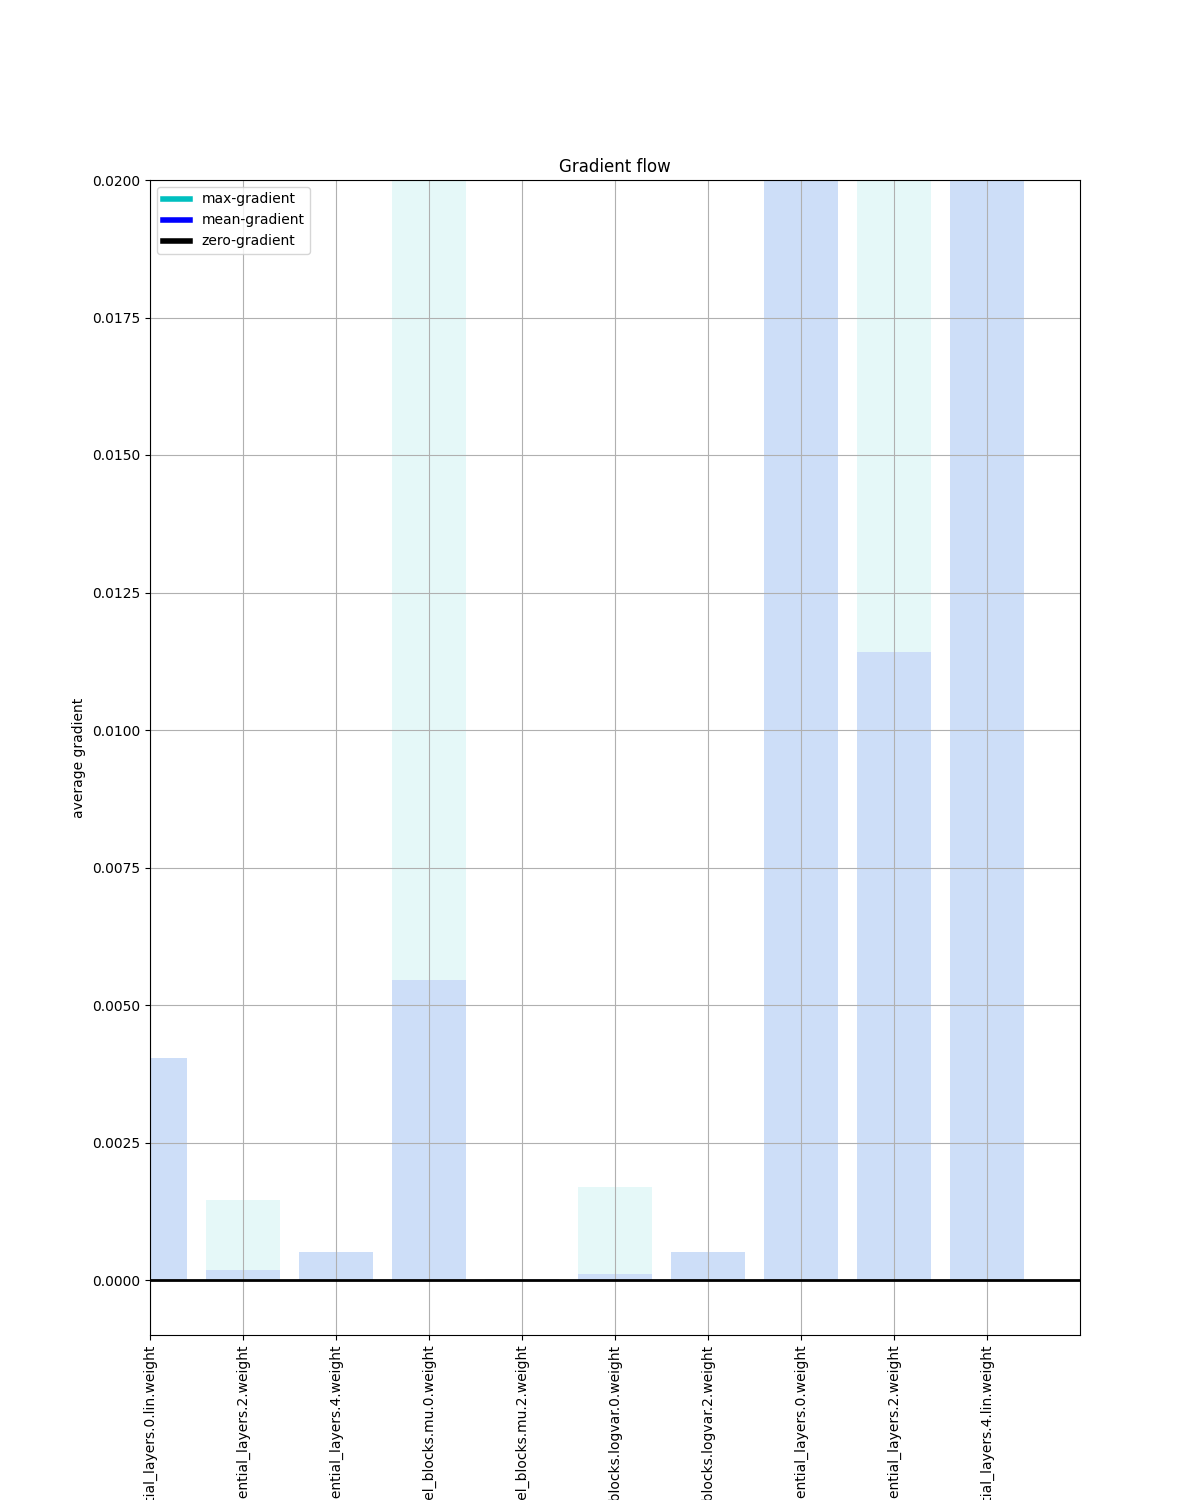 Gradient flow
max-gradient
mean-gradient
zero-gradient
0.0200
0.0175
0.0150
0.0125
0.0100
0.0075
0.0050
0.0025
0.0000
average gradient
tial_layers.0.lin.weight
ential_layers.2.weight
ential_layers.4.weight
el_blocks.mu.0.weight
el_blocks.mu.2.weight
blocks.logvar.0.weight
blocks.logvar.2.weight
ential_layers.0.weight
ential_layers.2.weight
tial_layers.4.lin.weight